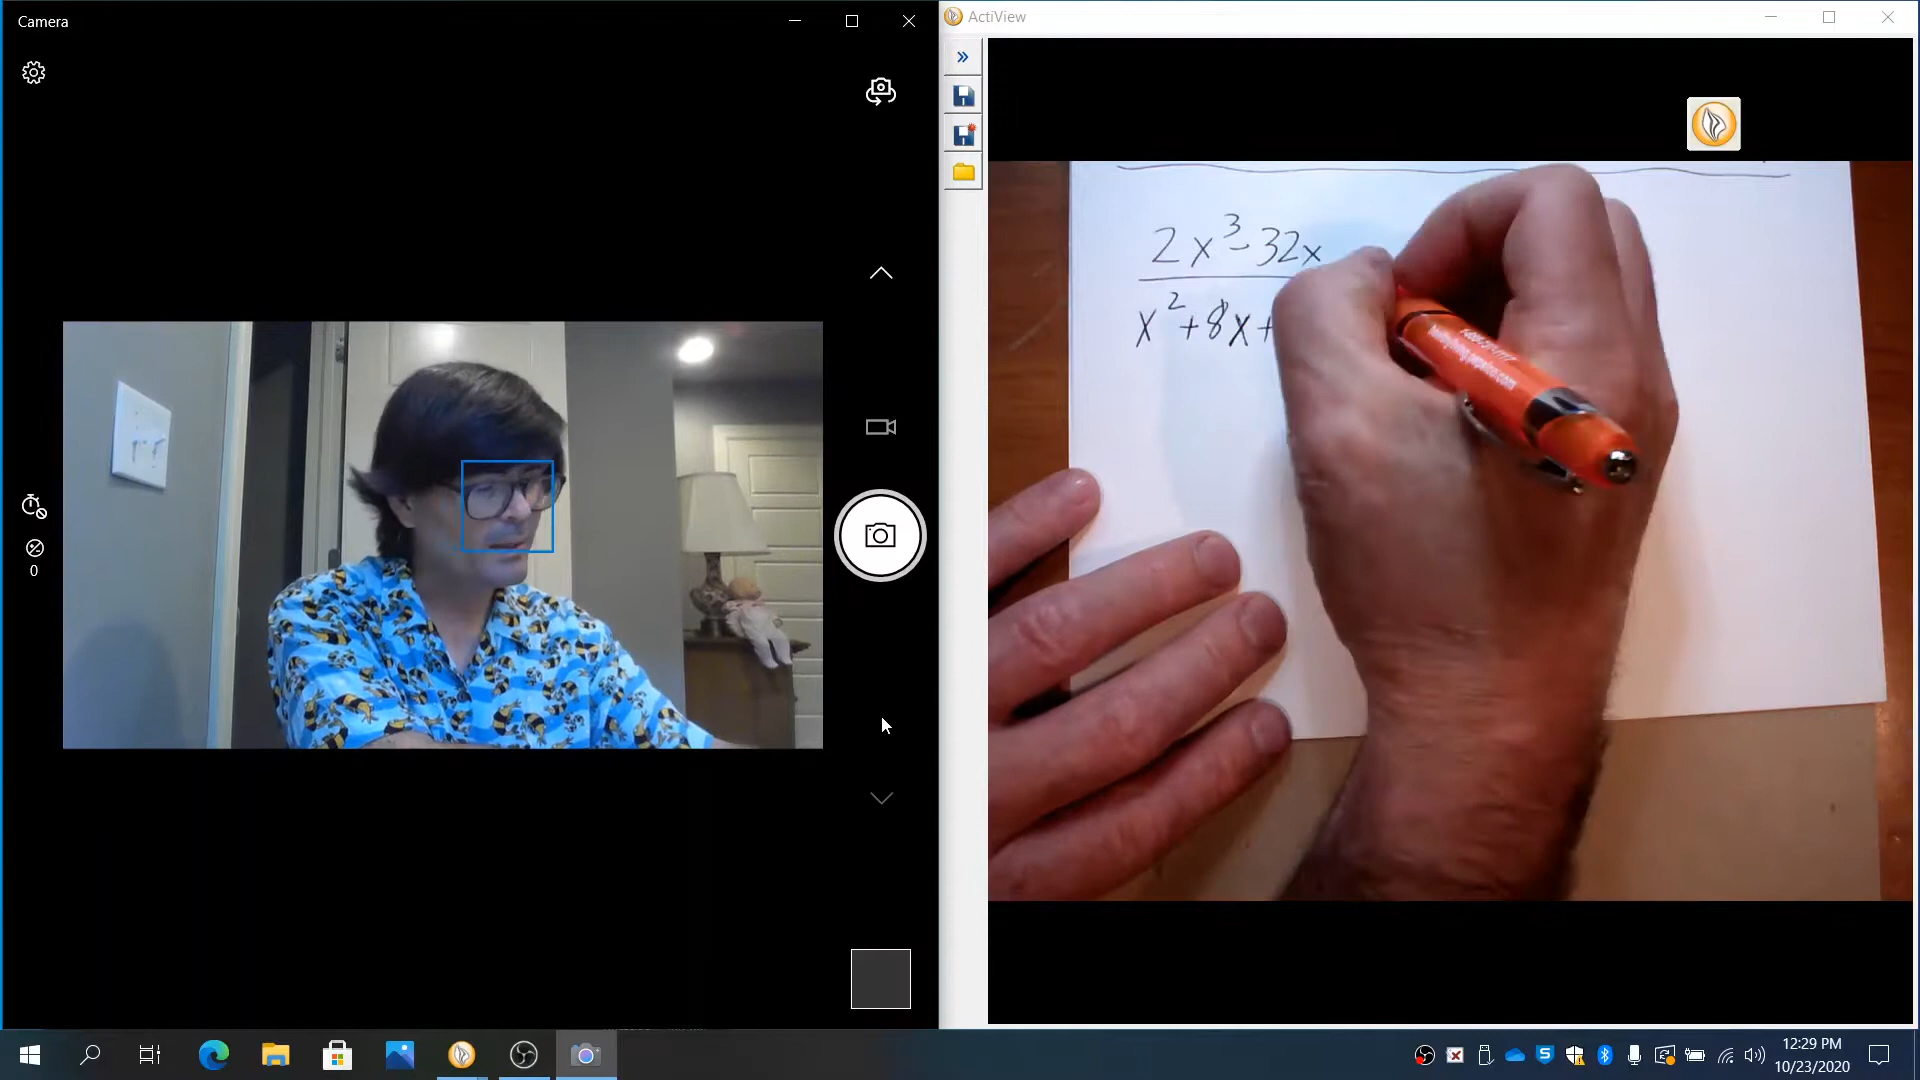 Camera
ActiView
2x³ - 32x
x² + 8x +
0
12:29 PM
10/23/2020